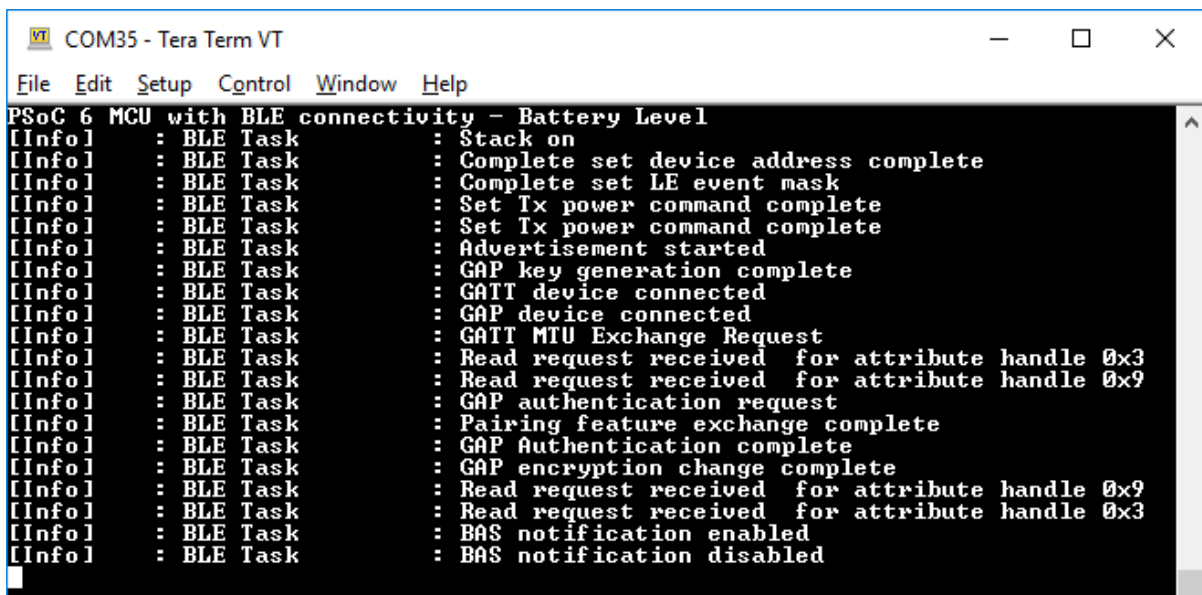 COM35 - Tera Term VT
File Edit Setup Control Window Help
PSoC 6 MCU with BLE connectivity - Battery Level
[Info] : BLE Task : Stack on
[Info] : BLE Task : Complete set device address complete
[Info] : BLE Task : Complete set LE event mask
[Info] : BLE Task : Set Tx power command complete
[Info] : BLE Task : Set Tx power command complete
[Info] : BLE Task : Advertisement started
[Info] : BLE Task : GAP key generation complete
[Info] : BLE Task : GATT device connected
[Info] : BLE Task : GAP device connected
[Info] : BLE Task : GATT MTU Exchange Request
[Info] : BLE Task : Read request received  for attribute handle 0x3
[Info] : BLE Task : Read request received  for attribute handle 0x9
[Info] : BLE Task : GAP authentication request
[Info] : BLE Task : Pairing feature exchange complete
[Info] : BLE Task : GAP Authentication complete
[Info] : BLE Task : GAP encryption change complete
[Info] : BLE Task : Read request received  for attribute handle 0x9
[Info] : BLE Task : Read request received  for attribute handle 0x3
[Info] : BLE Task : BAS notification enabled
[Info] : BLE Task : BAS notification disabled